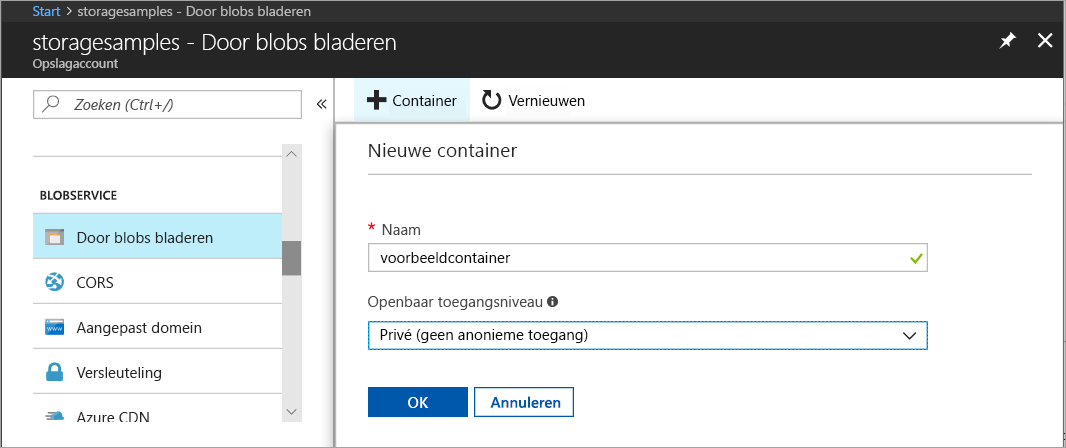 Start > storagesamples - Door blobs bladeren
storagesamples - Door blobs bladeren
Opslagaccount
Zoeken (Ctrl+/)
«
Container
Vernieuwen
BLOBSERVICE
Door blobs bladeren
CORS
www
Aangepast domein
Versleuteling
Azure CDN
Nieuwe container
* Naam
voorbeeldcontainer
Openbaar toegangsniveau
Privé (geen anonieme toegang)
OK
Annuleren